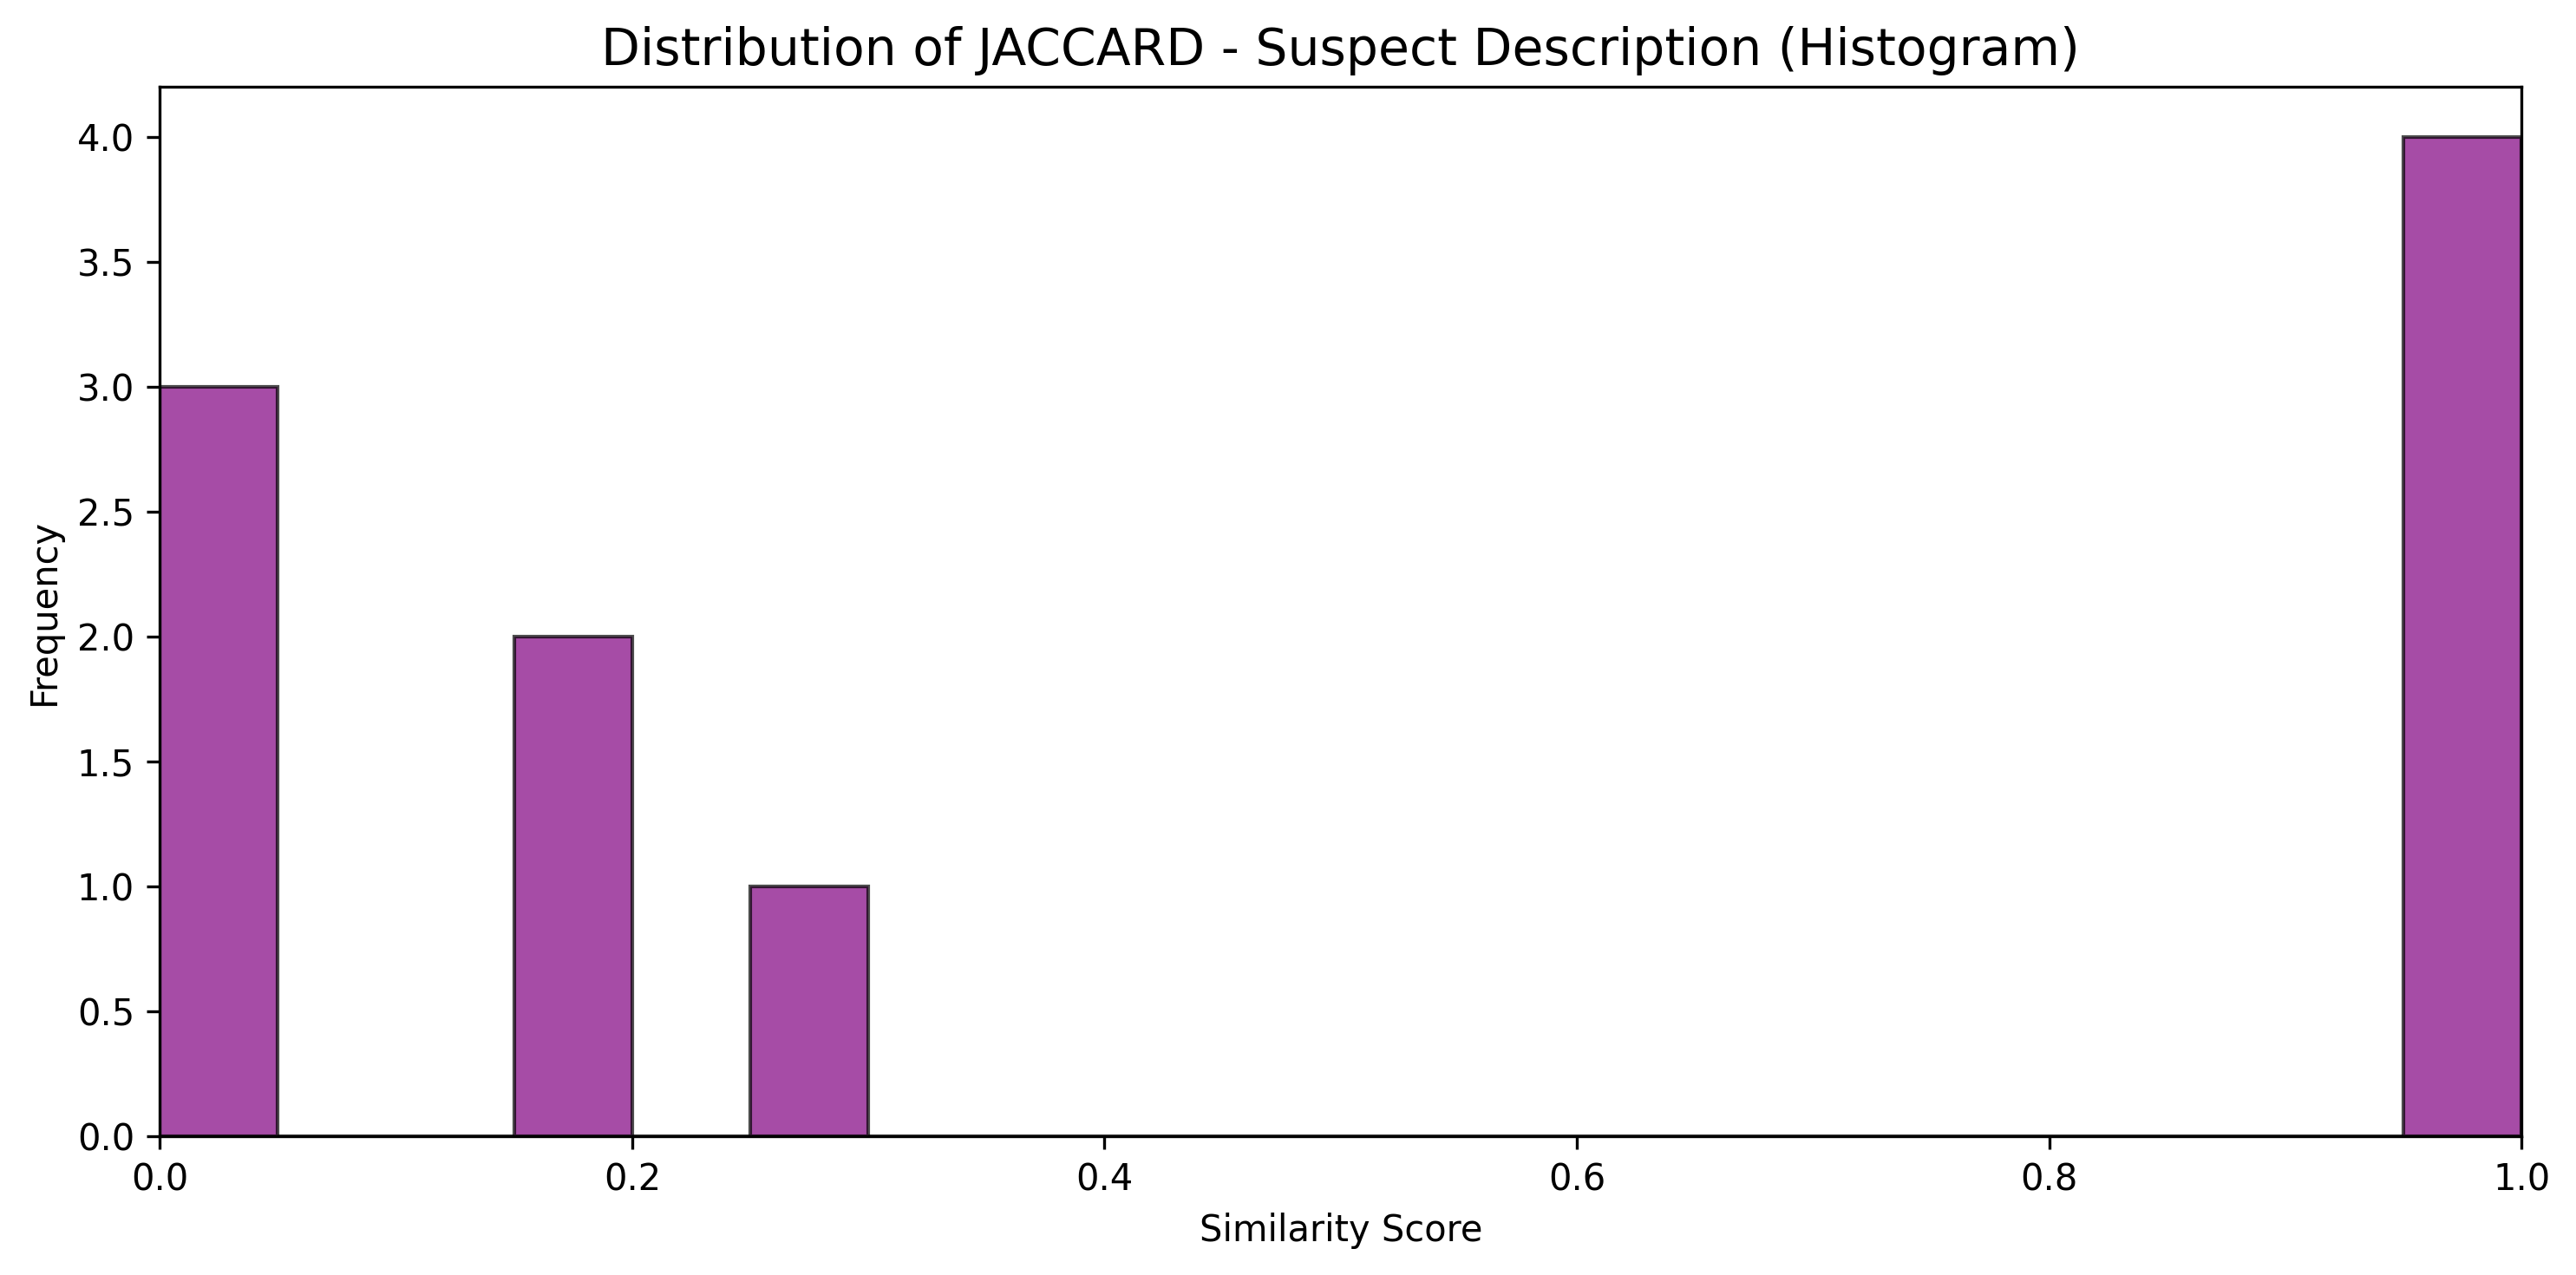 Distribution of JACCARD - Suspect Description (Histogram)
4.0
3.5
3.0
2.5
2.0
1.5
1.0
0.5
0.0
Frequency
0.0 0.2 0.4 0.6 0.8 1.0
Similarity Score